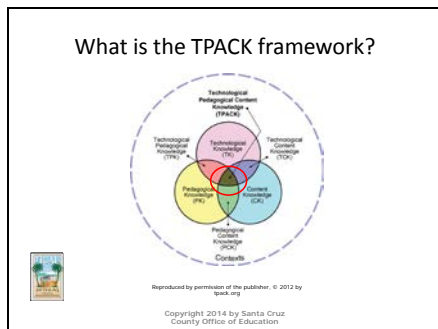 What is the TPACK framework?
Technological
Pedagogical Content
Knowledge
(TPACK)
Technological
Pedagogical
Knowledge
(TPK)
Technological
Knowledge
(TK)
Technological
Content
Knowledge
(TCK)
Pedagogical
Knowledge
(PK)
Content
Knowledge
(CK)
Pedagogical
Content
Knowledge
(PCK)
Contexts
Reproduced by permission of the publisher, © 2012 by
tpack.org
Copyright 2014 by Santa Cruz
County Office of Education